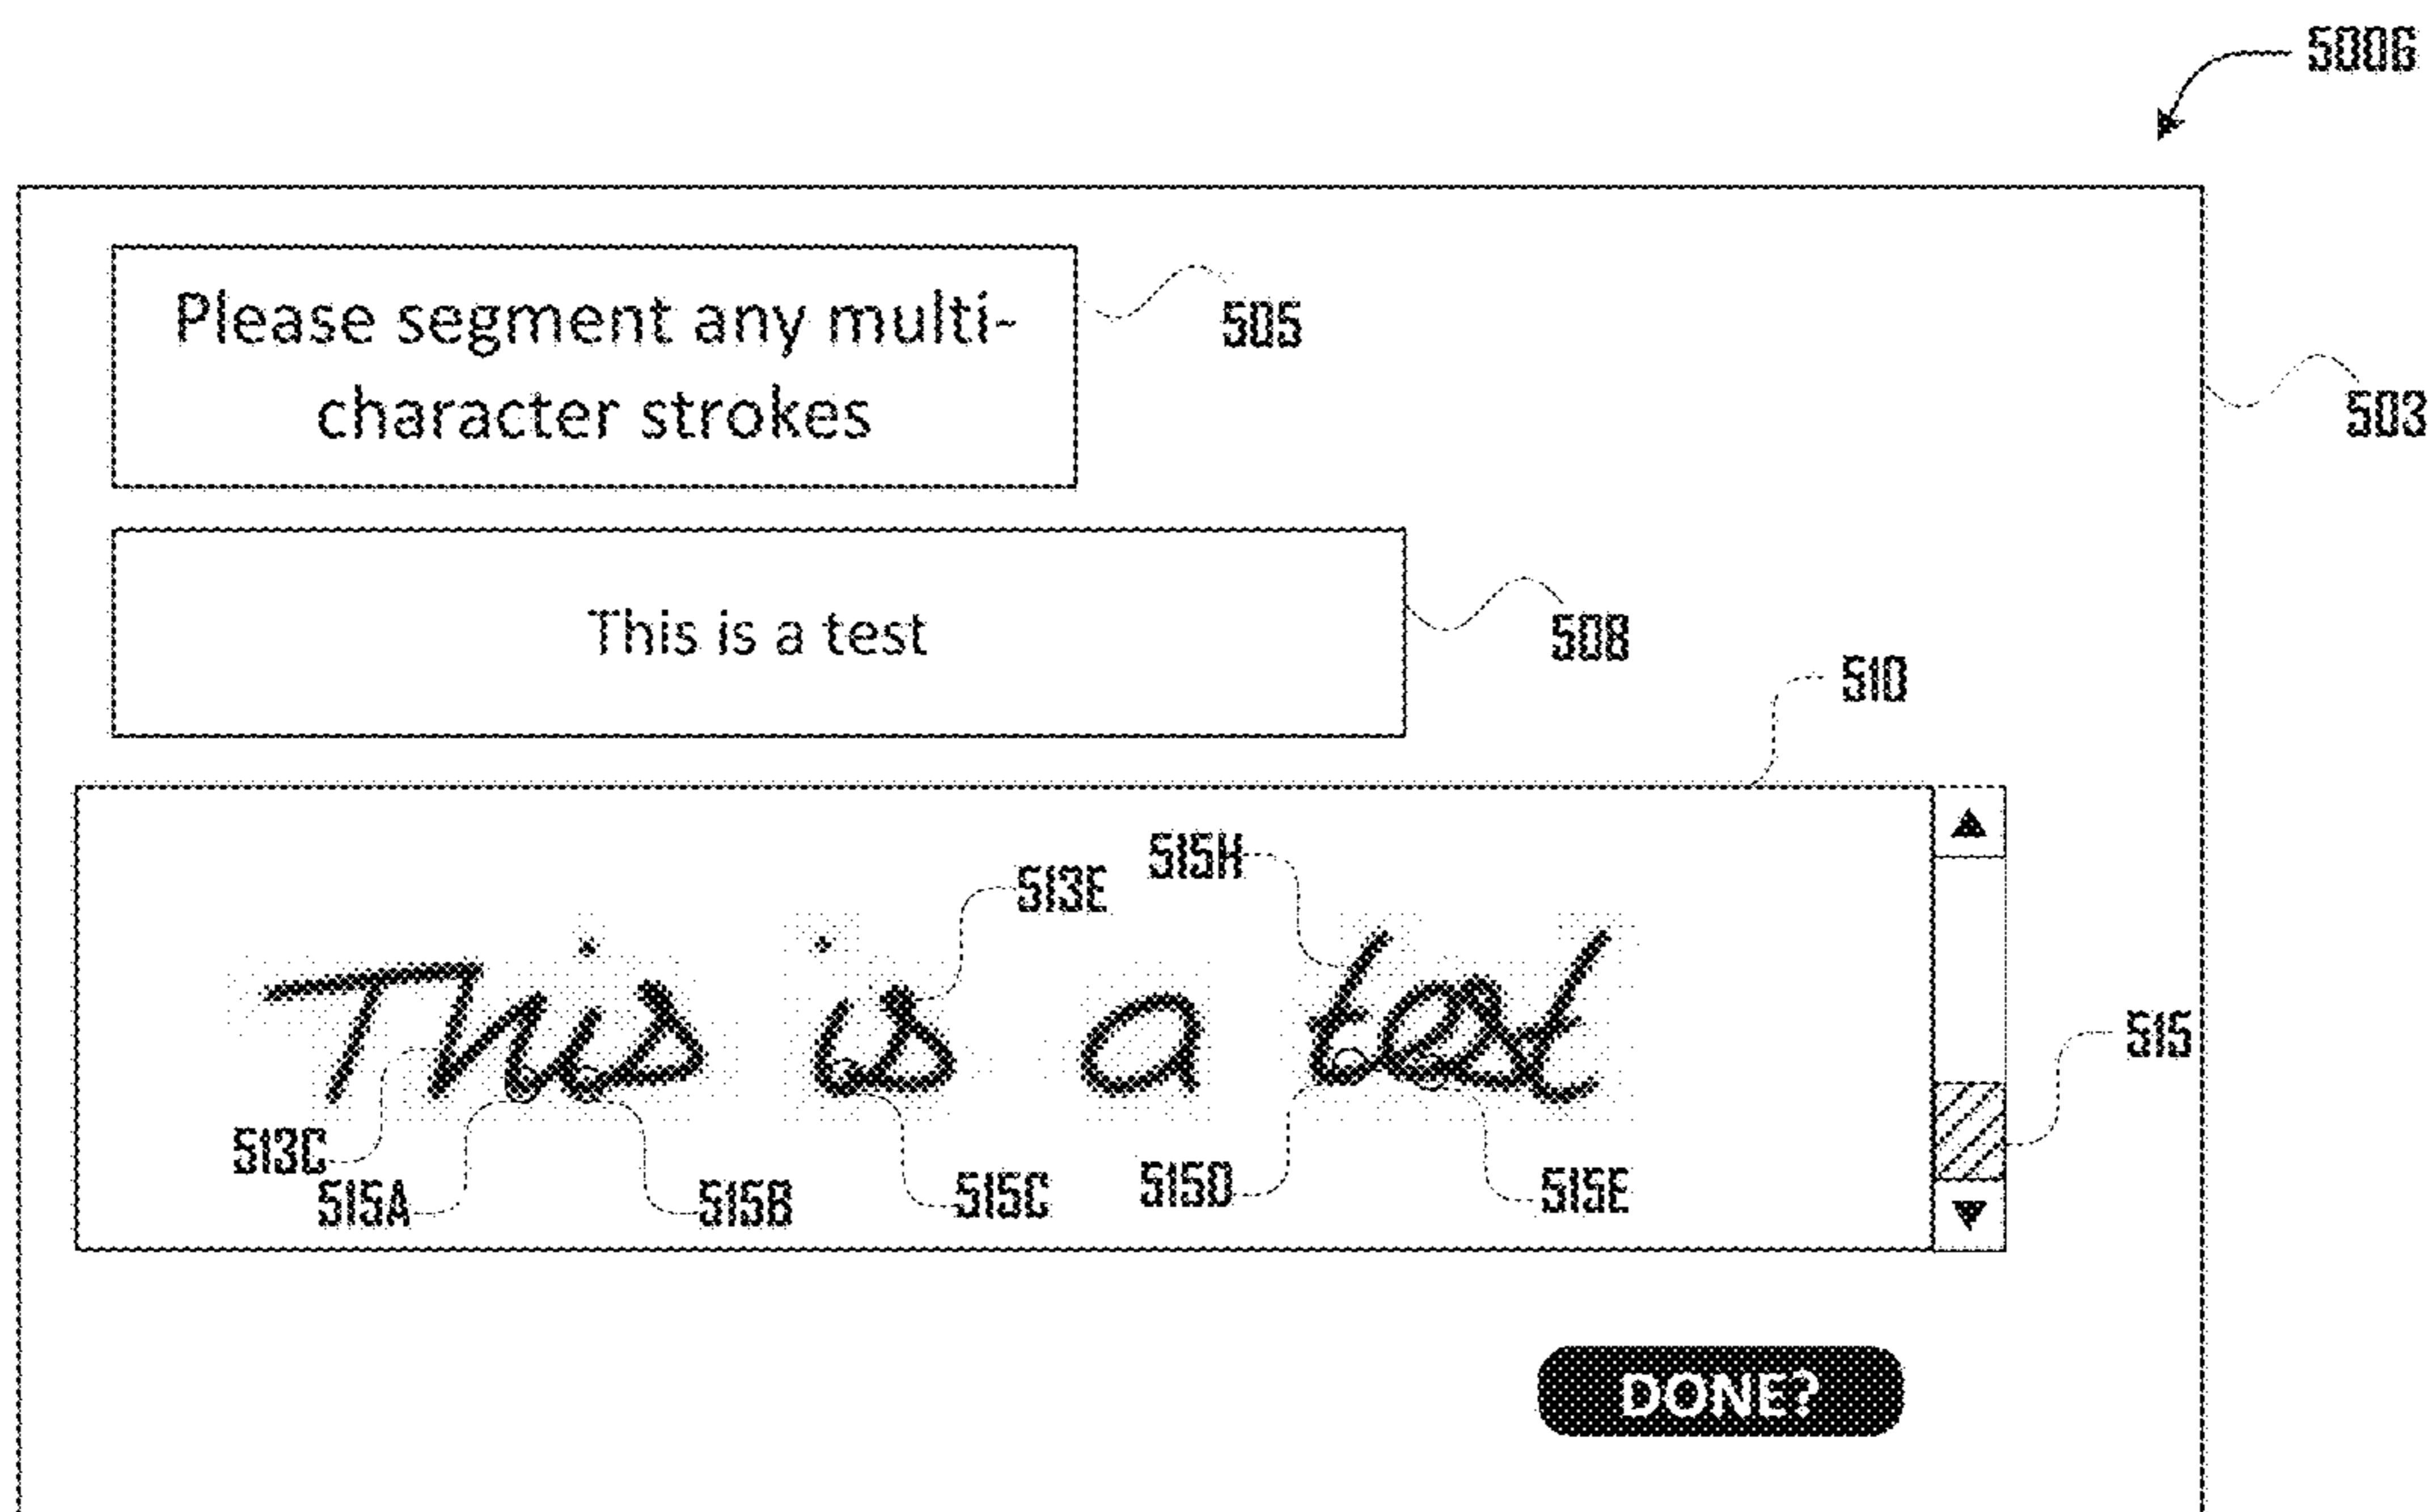 500G
Please segment any multi-
505
character strokes
503
This is a test
508
510
515H
513E
This is a test
515
513C
515A
515B
515C
515D
515E
DONE?